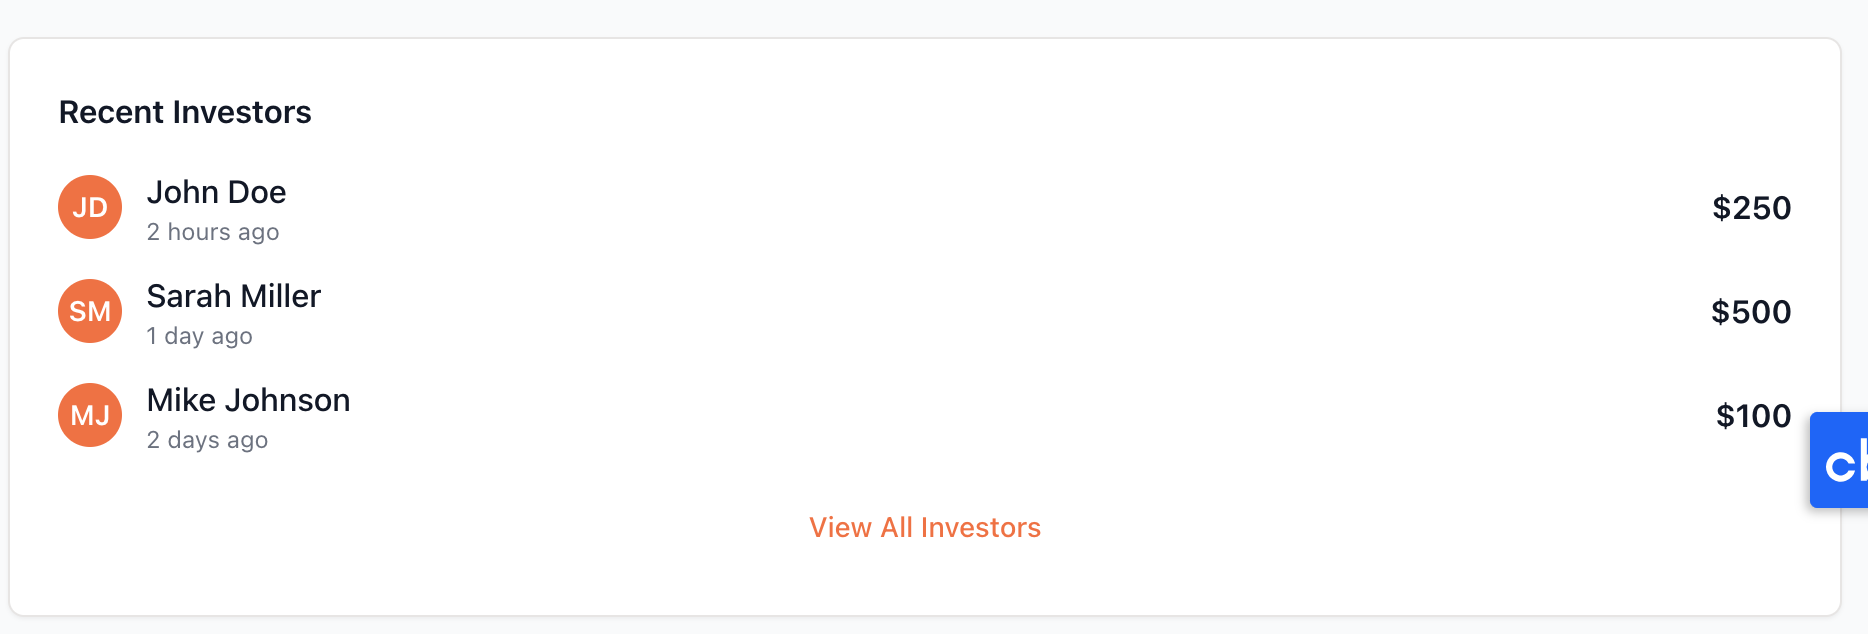 Recent Investors
JD
John Doe
2 hours ago
$250
SM
Sarah Miller
1 day ago
$500
MJ
Mike Johnson
2 days ago
$100
View All Investors